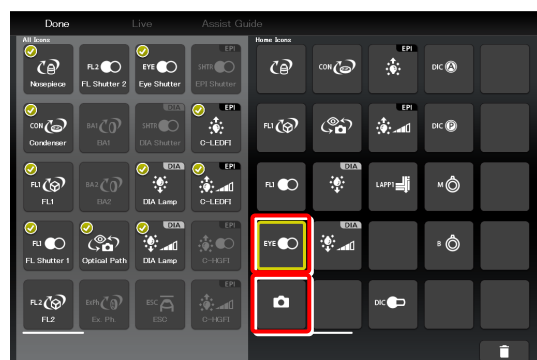 Done Live Assist Guide
All Icons
Home Icons
Nosepiece
FL2
FL Shutter 2
EYE
Eye Shutter
EPI
SHTR
EPI Shutter
CON
EPI
DIC A
CON
Condenser
BA1
BA1
DIA
SHTR
DIA Shutter
EPI
C-LEDFI
FL1
EPI
DIC P
FL1
FL1
BA2
BA2
DIA
DIA Lamp
EPI
C-LEDFI
FL1
DIA
LAPP1
M
FL1
FL Shutter 1
Optical Path
DIA
DIA Lamp
EPI
C-HGFI
EYE
DIA
B
FL2
FL2
ExPh
Ex. Ph
ESC
ESC
EPI
C-HGFI
DIC